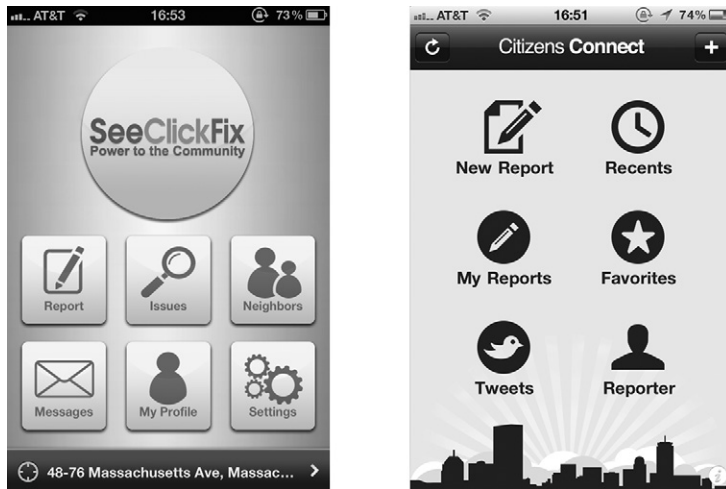 AT&T 16:53 73%
SeeClickFix
Power to the Community
Report Issues Neighbors
Messages My Profile Settings
48-76 Massachusetts Ave, Massac...
AT&T 16:51 74%
Citizens Connect
New Report Recents
My Reports Favorites
Tweets Reporter